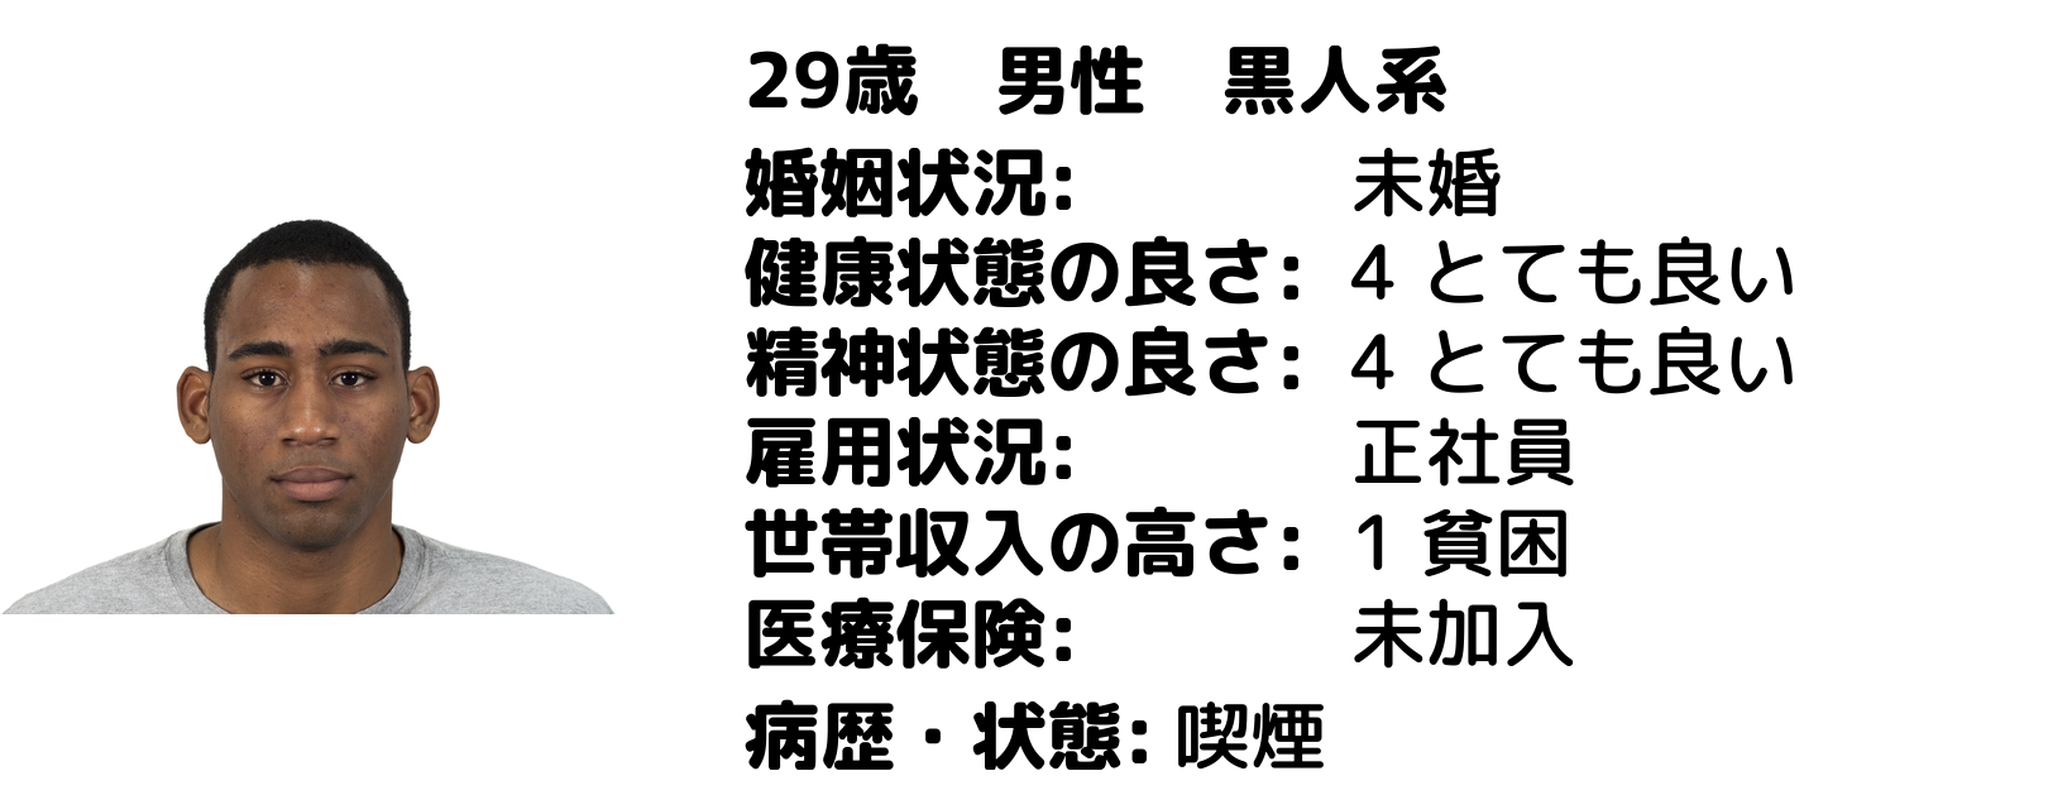 29歳　男性　黒人系
婚姻状況: 未婚
健康状態の良さ: 4 とても良い
精神状態の良さ: 4 とても良い
雇用状況: 正社員
世帯収入の高さ: 1 貧困
医療保険: 未加入
病歴・状態: 喫煙